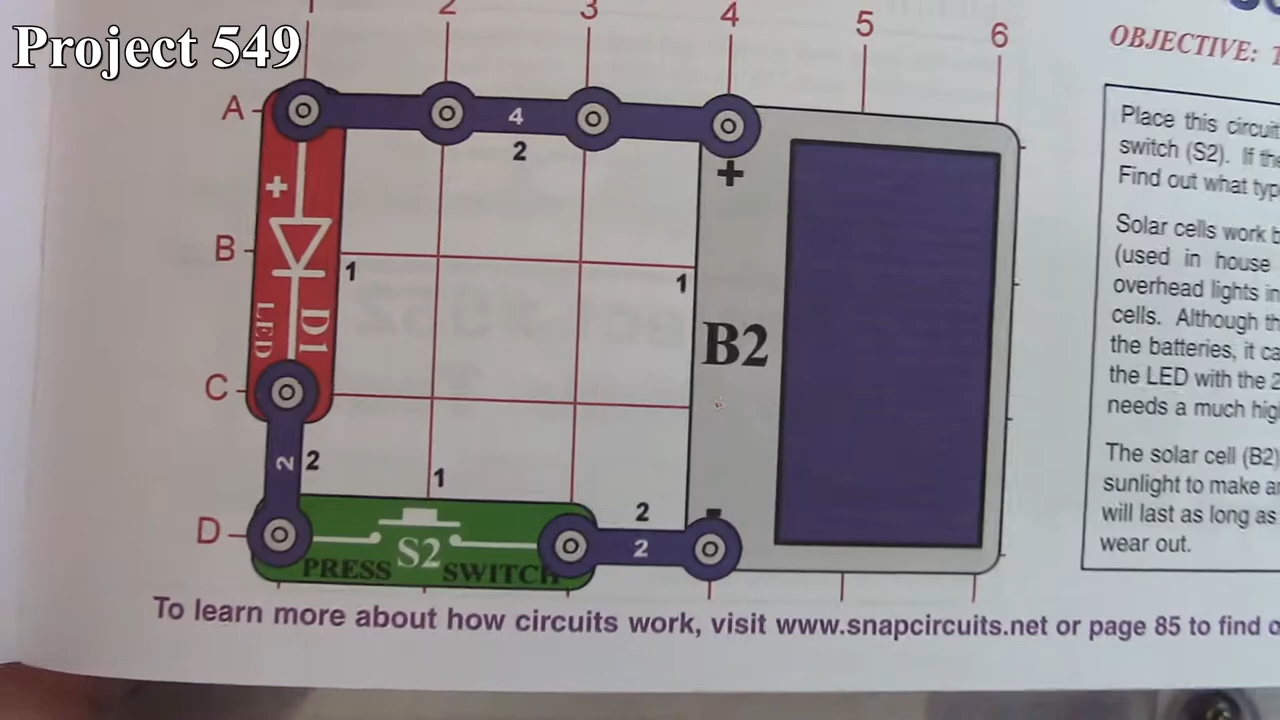 Project 549
1 2 3 4 5 6
OBJECTIVE:
A
4
2
+
+
B
1
1
LED
D1
B2
C
2
2
1
D
S2
PRESS SWITCH
2
2
-
Place this circuit
switch (S2). If the
Find out what typ
Solar cells work b
(used in house
overhead lights in
cells. Although th
the batteries, it ca
the LED with the 2
needs a much hig
The solar cell (B2)
sunlight to make a
will last as long as
wear out.
To learn more about how circuits work, visit www.snapcircuits.net or page 85 to find o